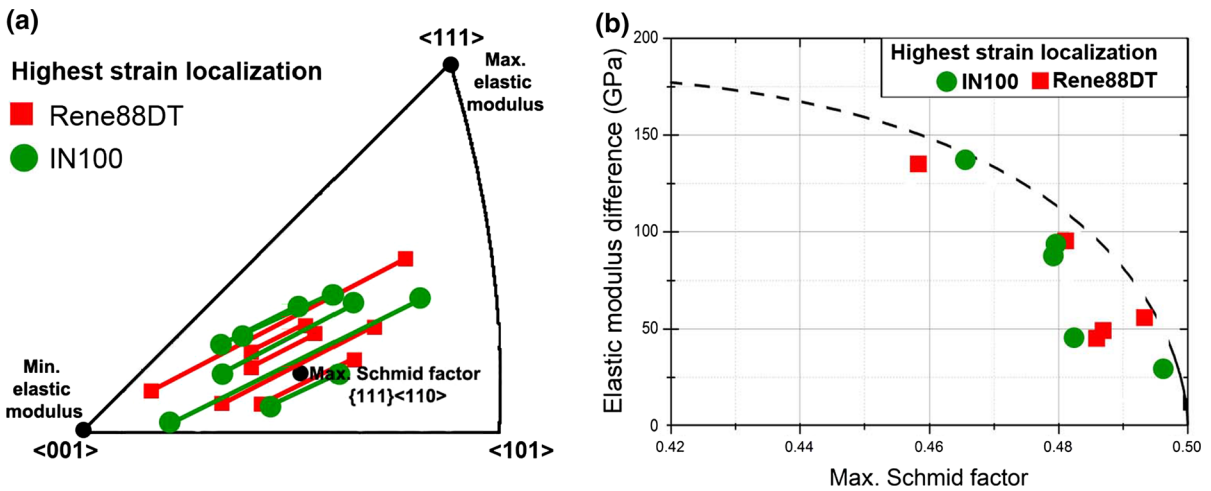 (a)
<111>
Max.
elastic
modulus
Highest strain localization
Rene88DT
IN100
Min.
elastic
modulus
Max. Schmid factor
{111}<110>
<001>
<101>
(b)
Highest strain localization
IN100 Rene88DT
Elastic modulus difference (GPa)
200
150
100
50
0
0.42 0.44 0.46 0.48 0.50
Max. Schmid factor